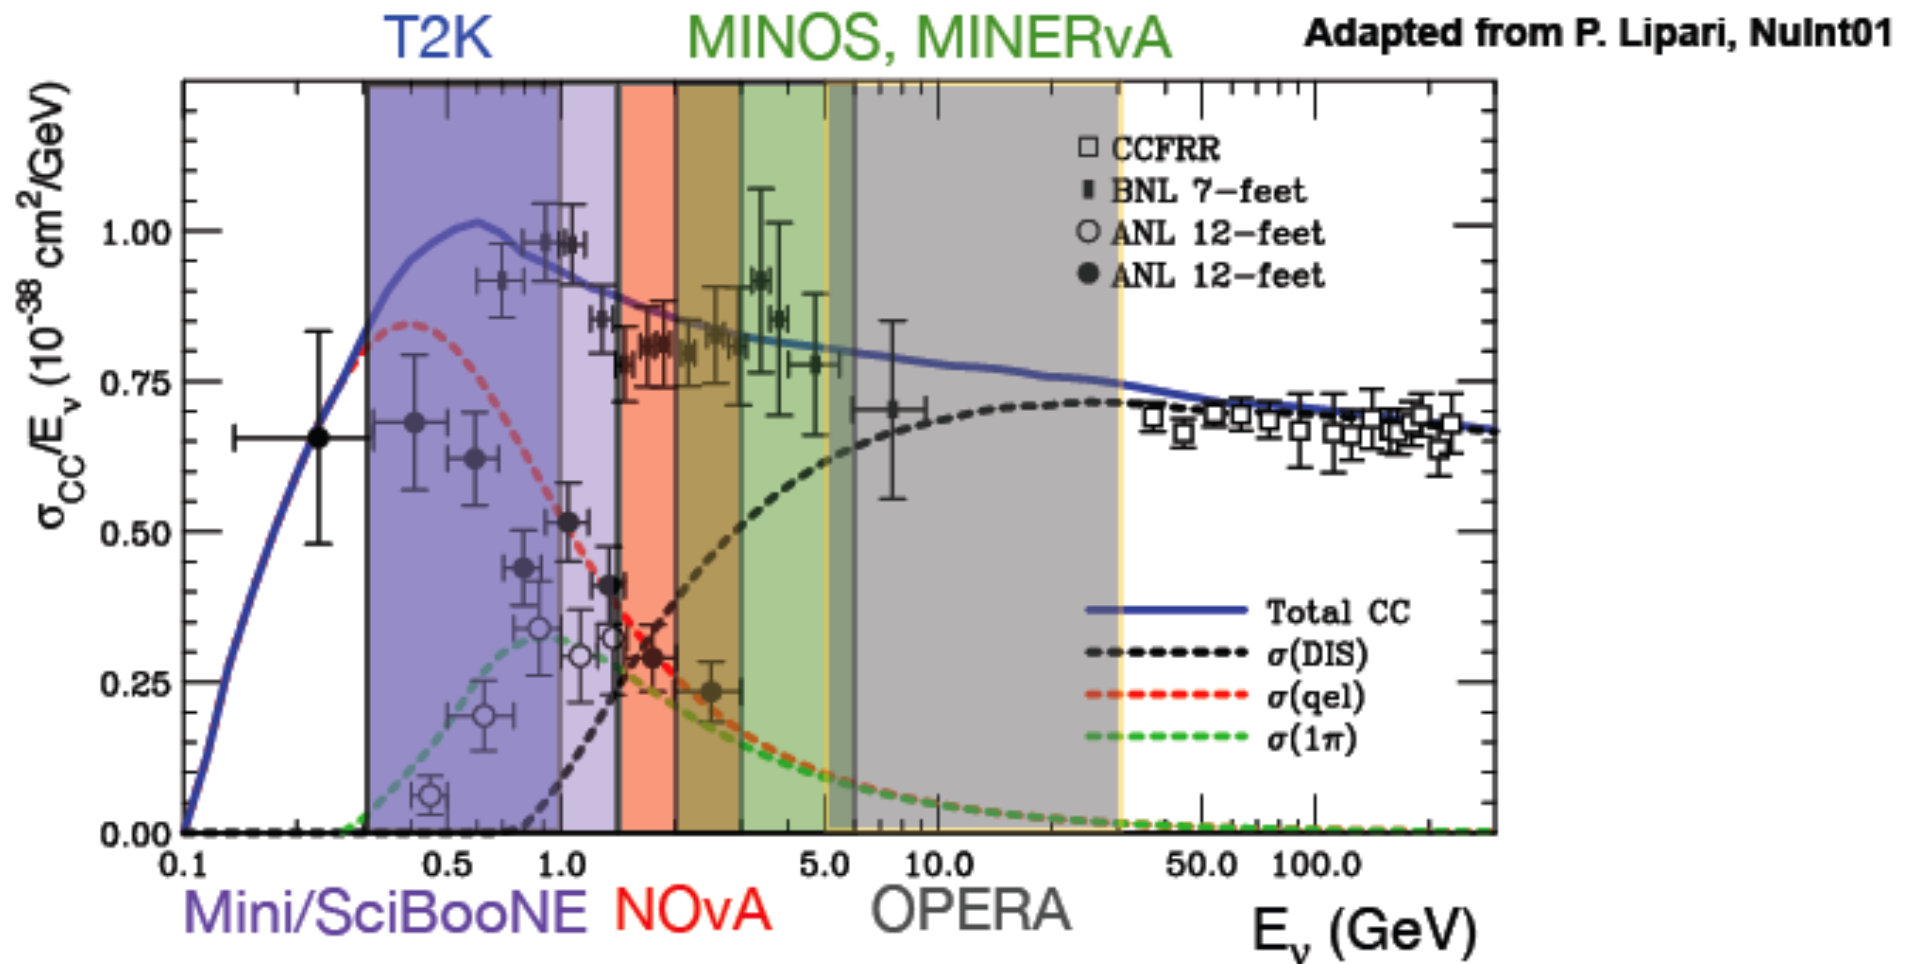 T2K
MINOS, MINERvA
Adapted from P. Lipari, NuInt01
σCC/Eν (10-38 cm2/GeV)
1.00
0.75
0.50
0.25
0.00
CCFRR
BNL 7-feet
ANL 12-feet
ANL 12-feet
Total CC
σ(DIS)
σ(qel)
σ(1π)
0.1 0.5 1.0 5.0 10.0 50.0 100.0
Mini/SciBooNE NOvA OPERA
Eν (GeV)